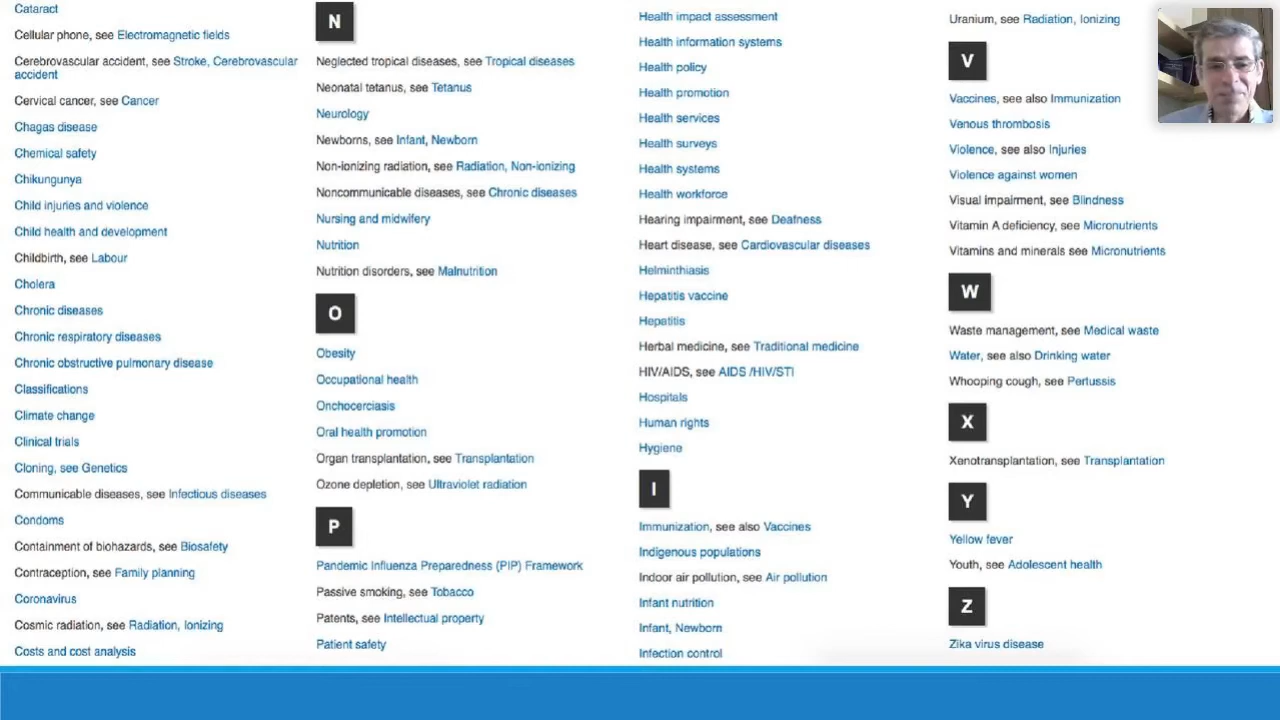 Cataract
Cellular phone, see Electromagnetic fields
Cerebrovascular accident, see Stroke, Cerebrovascular
accident
Cervical cancer, see Cancer
Chagas disease
Chemical safety
Chikungunya
Child injuries and violence
Child health and development
Childbirth, see Labour
Cholera
Chronic diseases
Chronic respiratory diseases
Chronic obstructive pulmonary disease
Classifications
Climate change
Clinical trials
Cloning, see Genetics
Communicable diseases, see Infectious diseases
Condoms
Containment of biohazards, see Biosafety
Contraception, see Family planning
Coronavirus
Cosmic radiation, see Radiation, Ionizing
Costs and cost analysis
N
Neglected tropical diseases, see Tropical diseases
Neonatal tetanus, see Tetanus
Neurology
Newborns, see Infant, Newborn
Non-ionizing radiation, see Radiation, Non-ionizing
Noncommunicable diseases, see Chronic diseases
Nursing and midwifery
Nutrition
Nutrition disorders, see Malnutrition
O
Obesity
Occupational health
Onchocerciasis
Oral health promotion
Organ transplantation, see Transplantation
Ozone depletion, see Ultraviolet radiation
P
Pandemic Influenza Preparedness (PIP) Framework
Passive smoking, see Tobacco
Patents, see Intellectual property
Patient safety
Health impact assessment
Health information systems
Health policy
Health promotion
Health services
Health surveys
Health systems
Health workforce
Hearing impairment, see Deafness
Heart disease, see Cardiovascular diseases
Helminthiasis
Hepatitis vaccine
Hepatitis
Herbal medicine, see Traditional medicine
HIV/AIDS, see AIDS /HIV/STI
Hospitals
Human rights
Hygiene
I
Immunization, see also Vaccines
Indigenous populations
Indoor air pollution, see Air pollution
Infant nutrition
Infant, Newborn
Infection control
Uranium, see Radiation, Ionizing
V
Vaccines, see also Immunization
Venous thrombosis
Violence, see also Injuries
Violence against women
Visual impairment, see Blindness
Vitamin A deficiency, see Micronutrients
Vitamins and minerals see Micronutrients
W
Waste management, see Medical waste
Water, see also Drinking water
Whooping cough, see Pertussis
X
Xenotransplantation, see Transplantation
Y
Yellow fever
Youth, see Adolescent health
Z
Zika virus disease